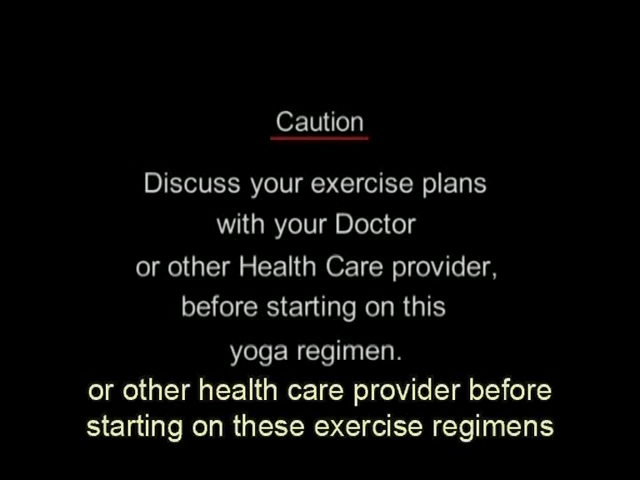 Caution
Discuss your exercise plans
with your Doctor
or other Health Care provider,
before starting on this
yoga regimen.
or other health care provider before
starting on these exercise regimens